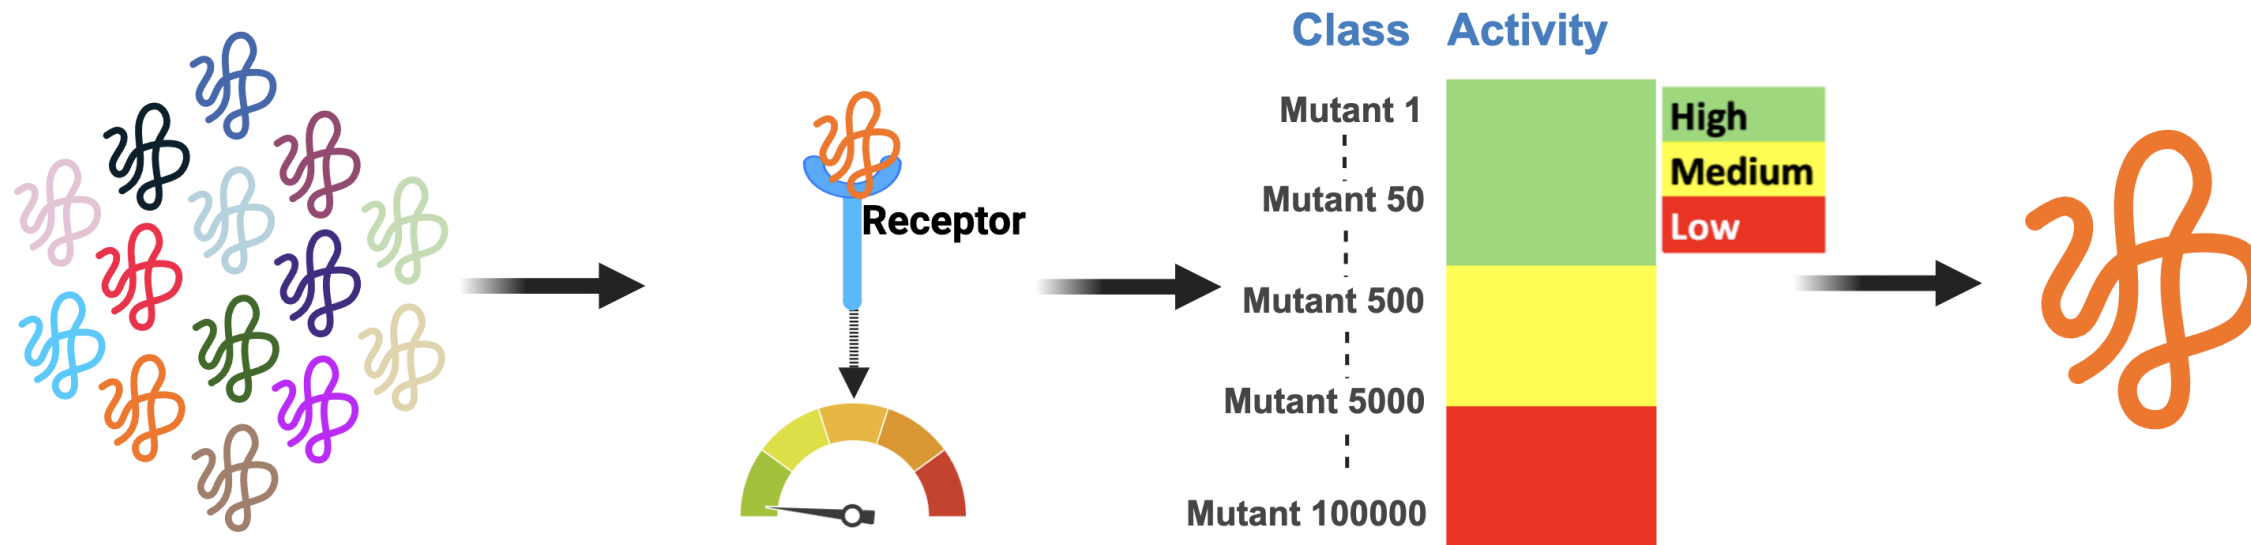 Class Activity
Mutant 1
Mutant 50
Mutant 500
Mutant 5000
Mutant 100000
High
Medium
Low
Receptor